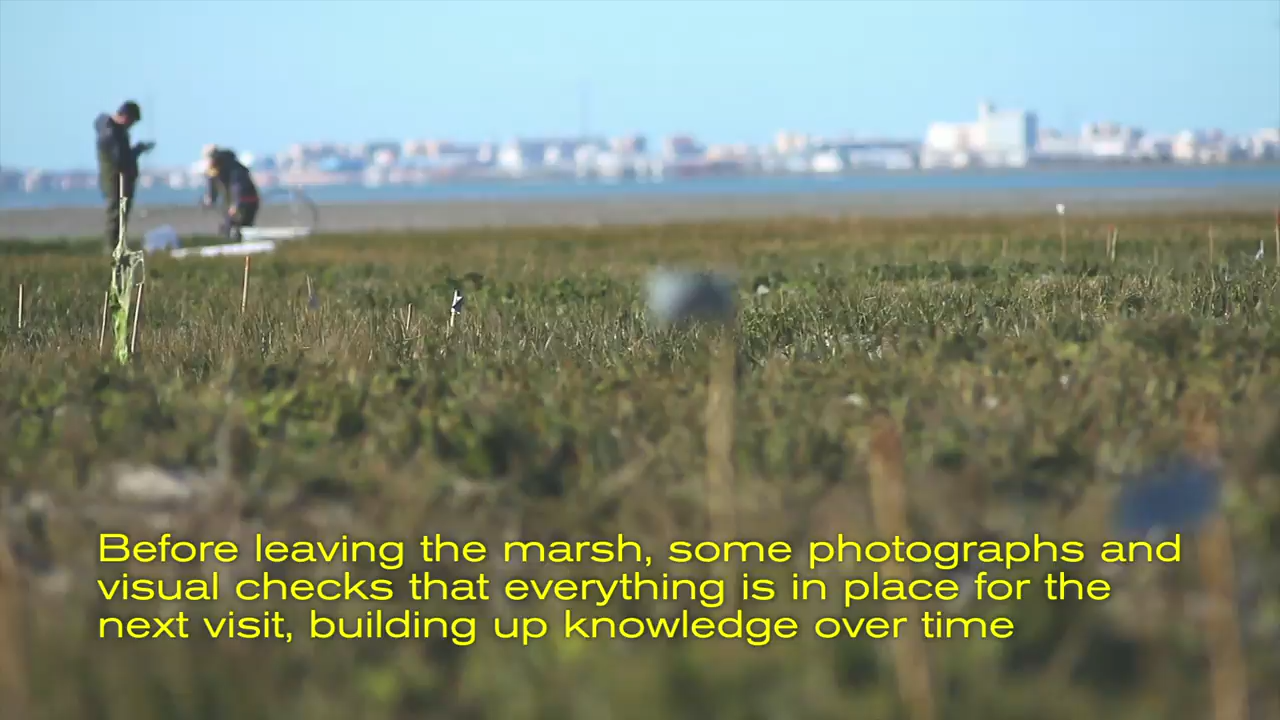 Before leaving the marsh, some photographs and
visual checks that everything is in place for the
next visit, building up knowledge over time